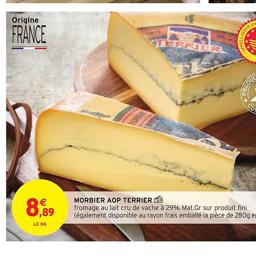 Origine
FRANCE
TERRIER
Morbier
8,€89
LE KG
MORBIER AOP TERRIER
fromage au lait cru de vache à 29% Mat.Gr sur produit fini
(également disponible au rayon frais emballé la pièce de 280g